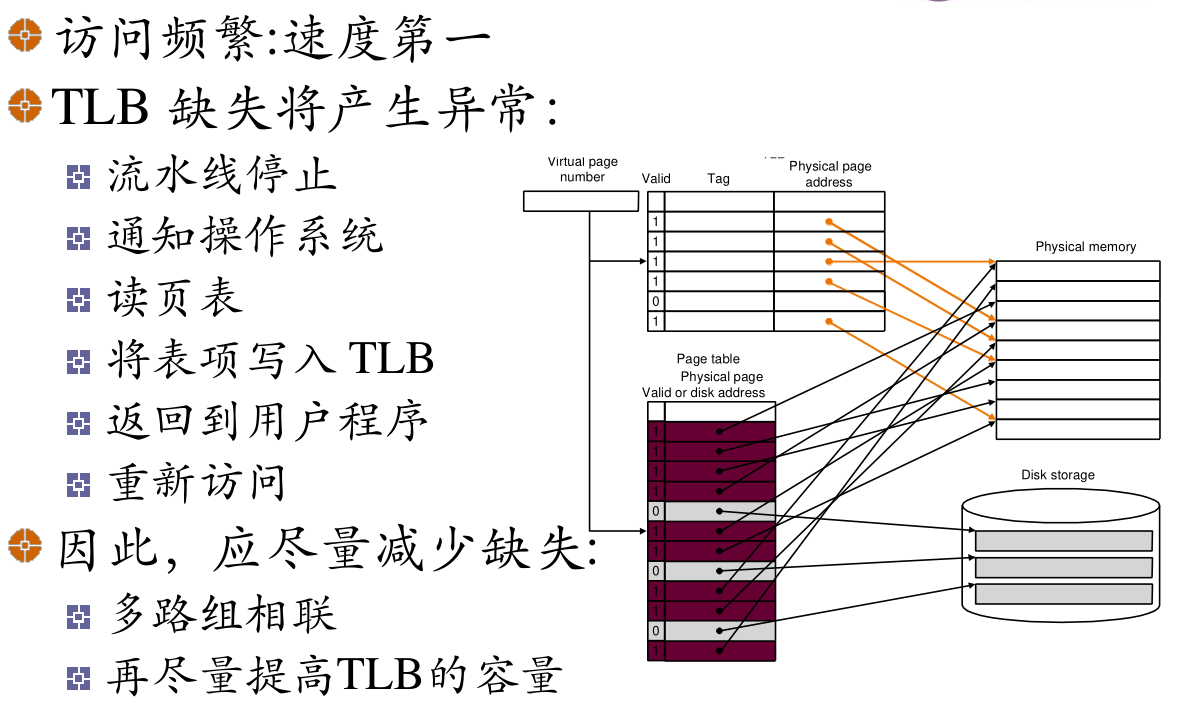 访问频繁:速度第一
TLB 缺失将产生异常:
流水线停止
通知操作系统
读页表
将表项写入 TLB
返回到用户程序
重新访问
因此，应尽量减少缺失:
多路组相联
再尽量提高TLB的容量
Virtual page
number
Valid
Tag
Physical page
address
1
1
1
1
0
1
Physical memory
Page table
Physical page
Valid or disk address
1
1
1
1
0
1
1
0
1
1
0
1
Disk storage